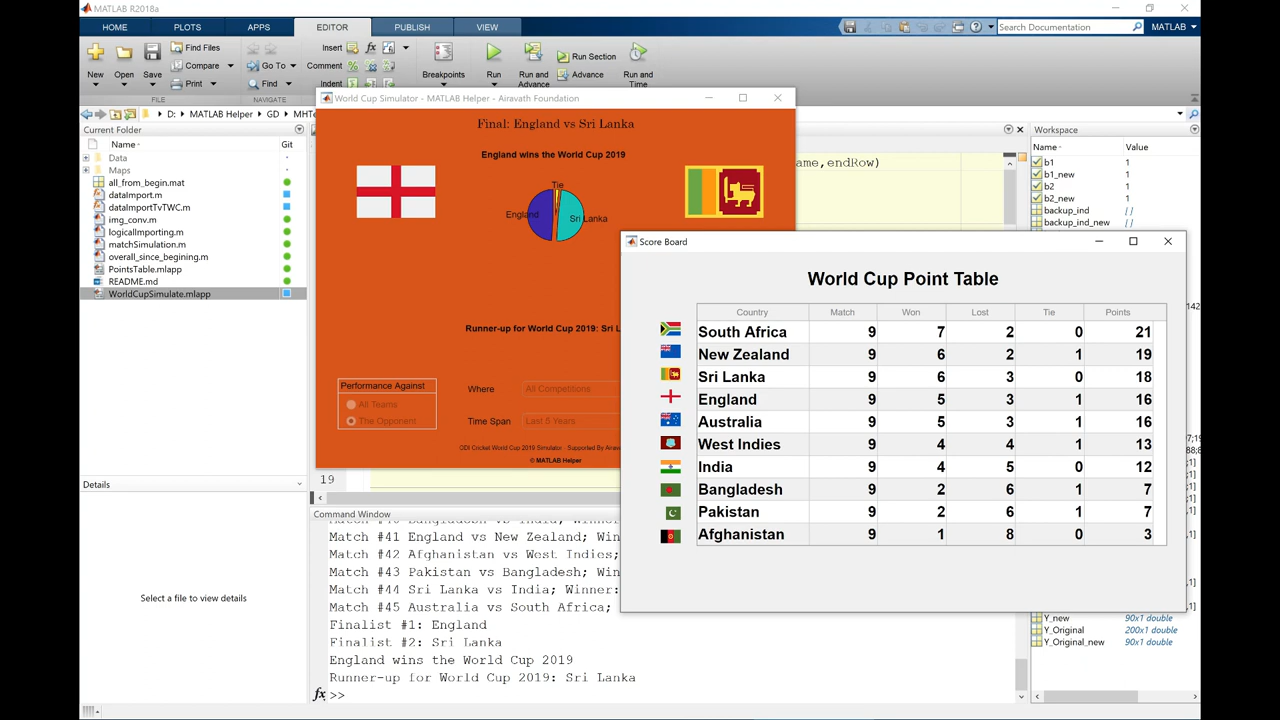 MATLAB R2018a
HOME PLOTS APPS EDITOR PUBLISH VIEW
Search Documentation
MATLAB
New Open Save
Find Files
Compare
Print
Go To
Find
Insert
Comment
Indent
Breakpoints
Run
Run and Advance
Run Section
Advance
Run and Time
FILE NAVIGATE
D: MATLAB Helper GD
Current Folder
Name Git
Data
Maps
all_from_begin.mat
dataImport.m
dataImportTvTWC.m
img_conv.m
logicalImporting.m
matchSimulation.m
overall_since_begining.m
PointsTable.mlapp
README.md
WorldCupSimulate.mlapp
Details
Select a file to view details
World Cup Simulator - MATLAB Helper - Airavath Foundation
Final: England vs Sri Lanka
England wins the World Cup 2019
Tie
England
Sri Lanka
Runner-up for World Cup 2019: Sri L
Performance Against
All Teams
The Opponent
Where All Competitions
Time Span Last 5 Years
ODI Cricket World Cup 2019 Simulator Supported By
© MATLAB Helper
ame,endRow)
19
Command Window
Match #41 England vs New Zealand; Win
Match #42 Afghanistan vs West Indies;
Match #43 Pakistan vs Bangladesh; Win
Match #44 Sri Lanka vs India; Winner:
Match #45 Australia vs South Africa;
Finalist #1: England
Finalist #2: Sri Lanka
England wins the World Cup 2019
Runner-up for World Cup 2019: Sri Lanka
fx >>
Workspace
Name Value
b1 1
b1_new 1
b2 1
b2_new 1
backup_ind []
backup_ind_new []
Score Board
World Cup Point Table
Country Match Won Lost Tie Points
South Africa 9 7 2 0 21
New Zealand 9 6 2 1 19
Sri Lanka 9 6 3 0 18
England 9 5 3 1 16
Australia 9 5 3 1 16
West Indies 9 4 4 1 13
India 9 4 5 0 12
Bangladesh 9 2 6 1 7
Pakistan 9 2 6 1 7
Afghanistan 9 1 8 0 3
Y_new 90x1 double
Y_Original 200x1 double
Y_Original_new 90x1 double